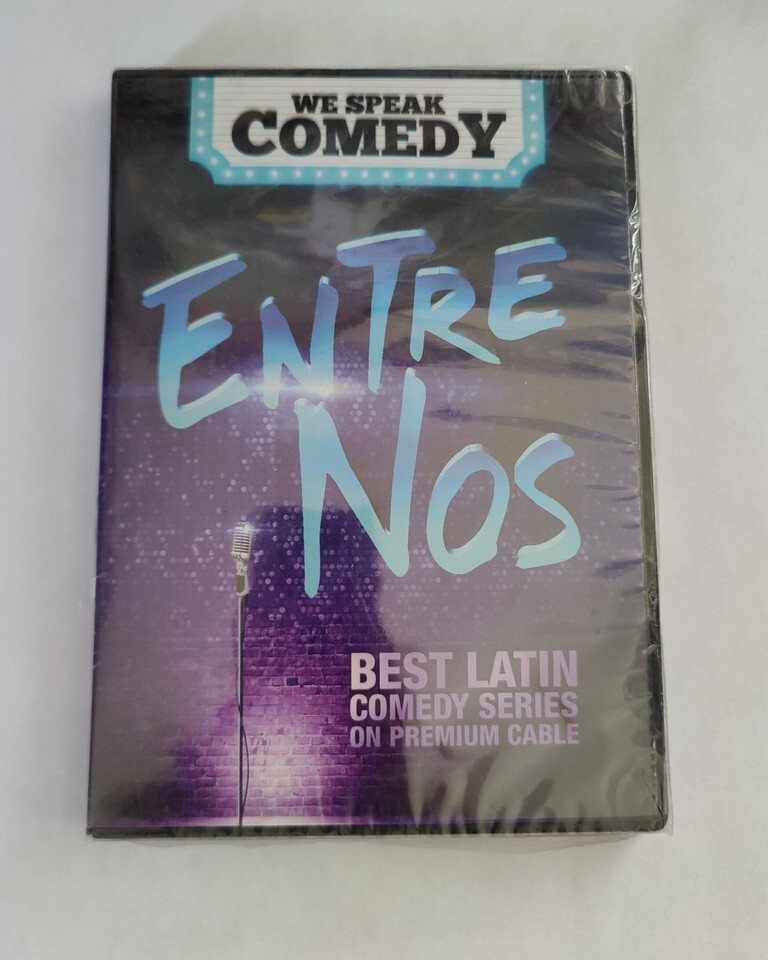 WE SPEAK
COMEDY
ENTRE
NOS
BEST LATIN
COMEDY SERIES
ON PREMIUM CABLE